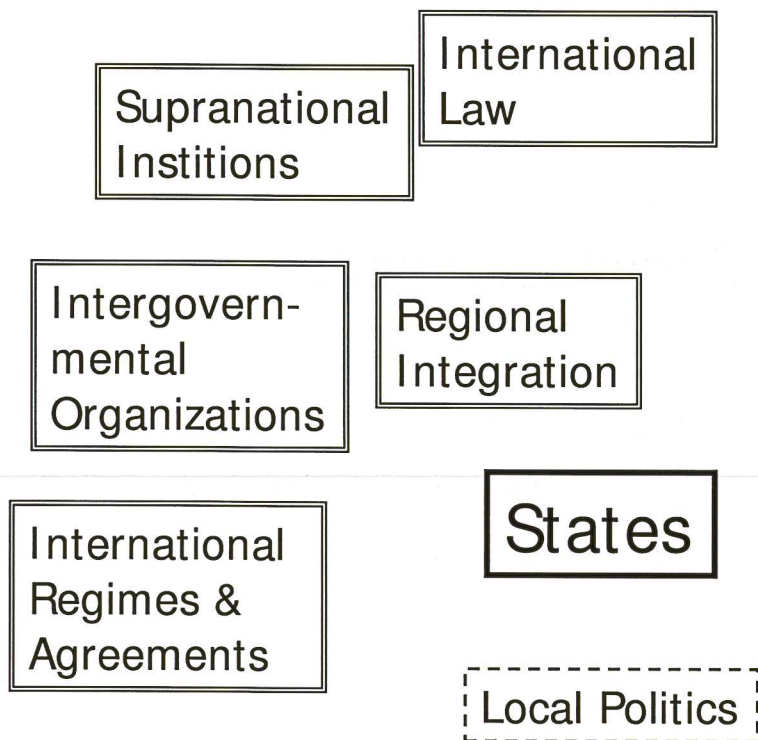 International
Law
Supranational
Institions
Intergovern-
mental
Organizations
Regional
Integration
States
International
Regimes &
Agreements
Local Politics